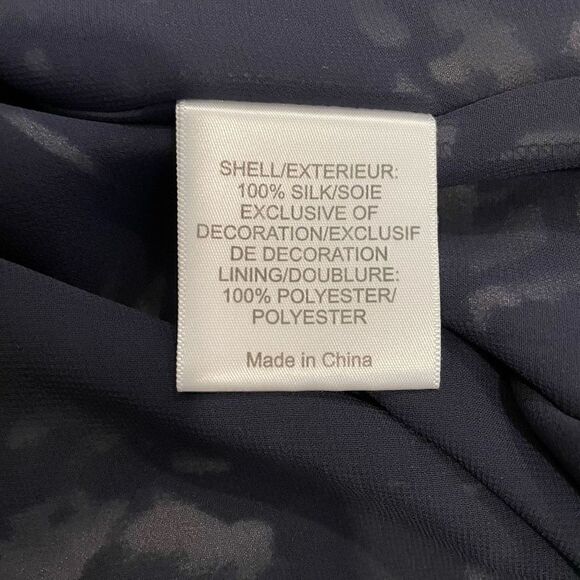 SHELL/EXTERIEUR:
100% SILK/SOIE
EXCLUSIVE OF
DECORATION/EXCLUSIF
DE DECORATION
LINING/DOUBLURE:
100% POLYESTER/
POLYESTER
Made in China